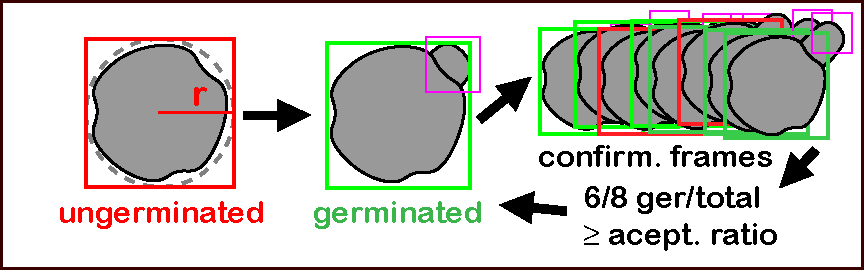 r
ungerminated
germinated
confirm. frames
6/8 ger/total
≥ acept. ratio